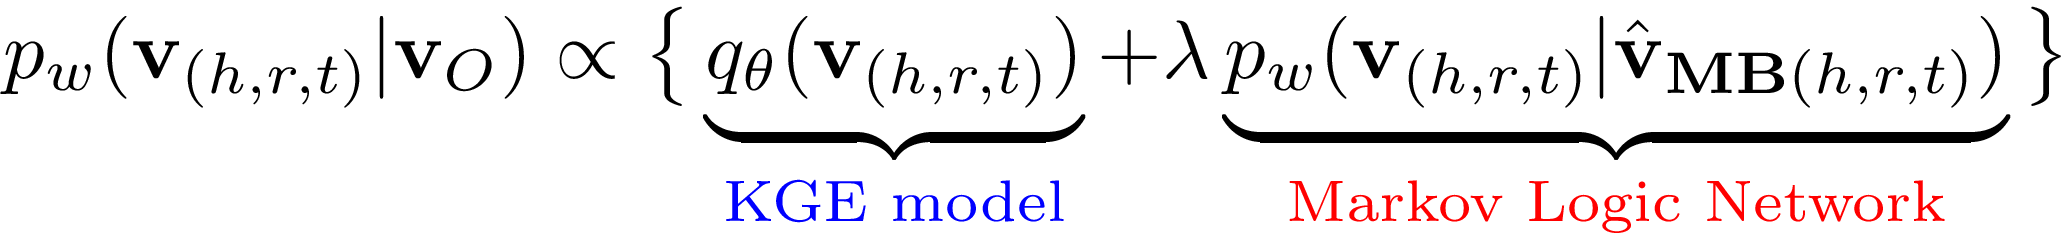 p_w(v_(h,r,t)|v_O) ∝ { q_θ(v_(h,r,t)) + λ p_w(v_(h,r,t)|v̂_MB(h,r,t)) }
KGE model Markov Logic Network